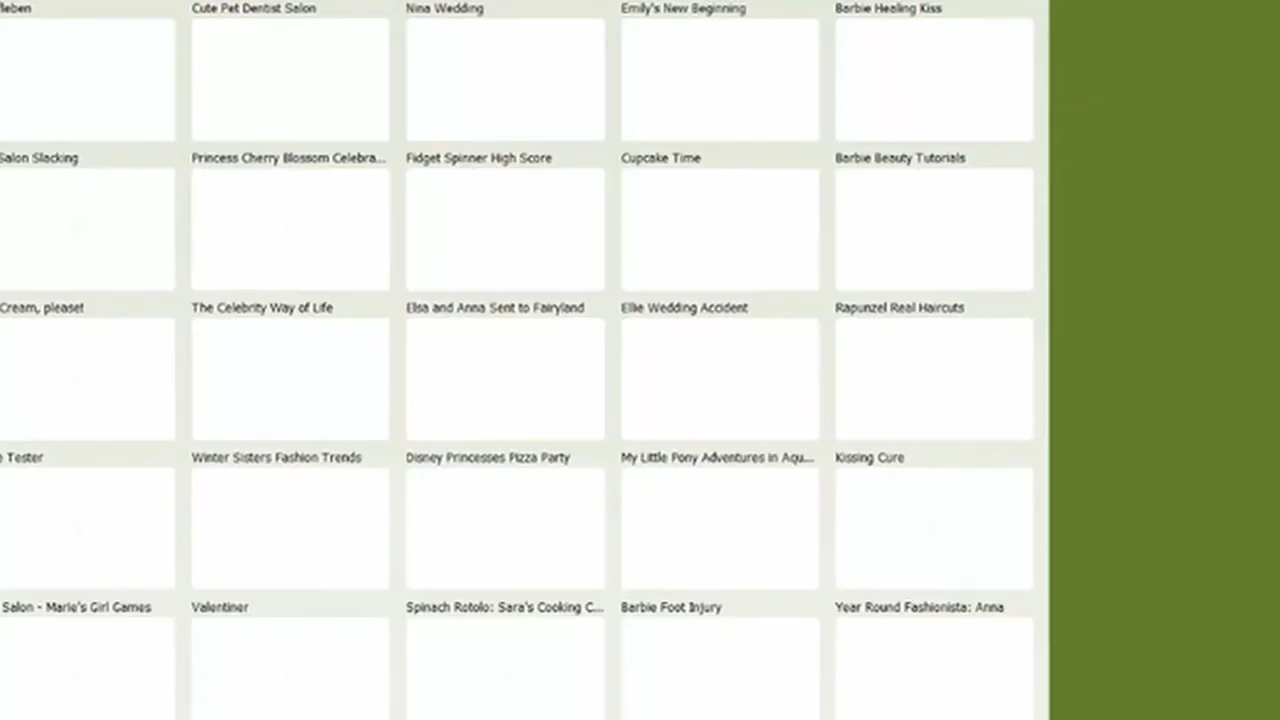 Cute Pet Dentist Salon
Nina Wedding
Emily's New Beginning
Barbie Healing Kiss
Salon Slacking
Princess Cherry Blossom Celebra...
Fidget Spinner High Score
Cupcake Time
Barbie Beauty Tutorials
Cream, please!
The Celebrity Way of Life
Elsa and Anna Sent to Fairyland
Ellie Wedding Accident
Rapunzel Real Haircuts
Tester
Winter Sisters Fashion Trends
Disney Princesses Pizza Party
My Little Pony Adventures in Aqu...
Kissing Cure
Salon - Marie's Girl Games
Valentiner
Spinach Rotolo: Sara's Cooking C...
Barbie Foot Injury
Year Round Fashionista: Anna